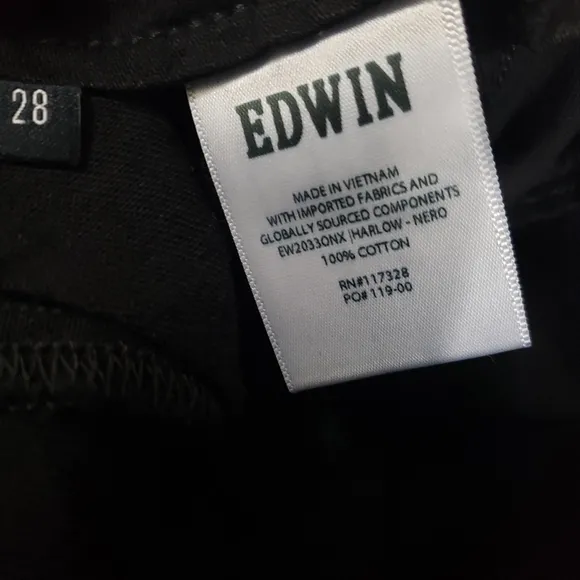 28
EDWIN
MADE IN VIETNAM
WITH IMPORTED FABRICS AND
GLOBALLY SOURCED COMPONENTS
EW20330NX |HARLOW - NERO
100% COTTON
RN#117328
PO# 119-00